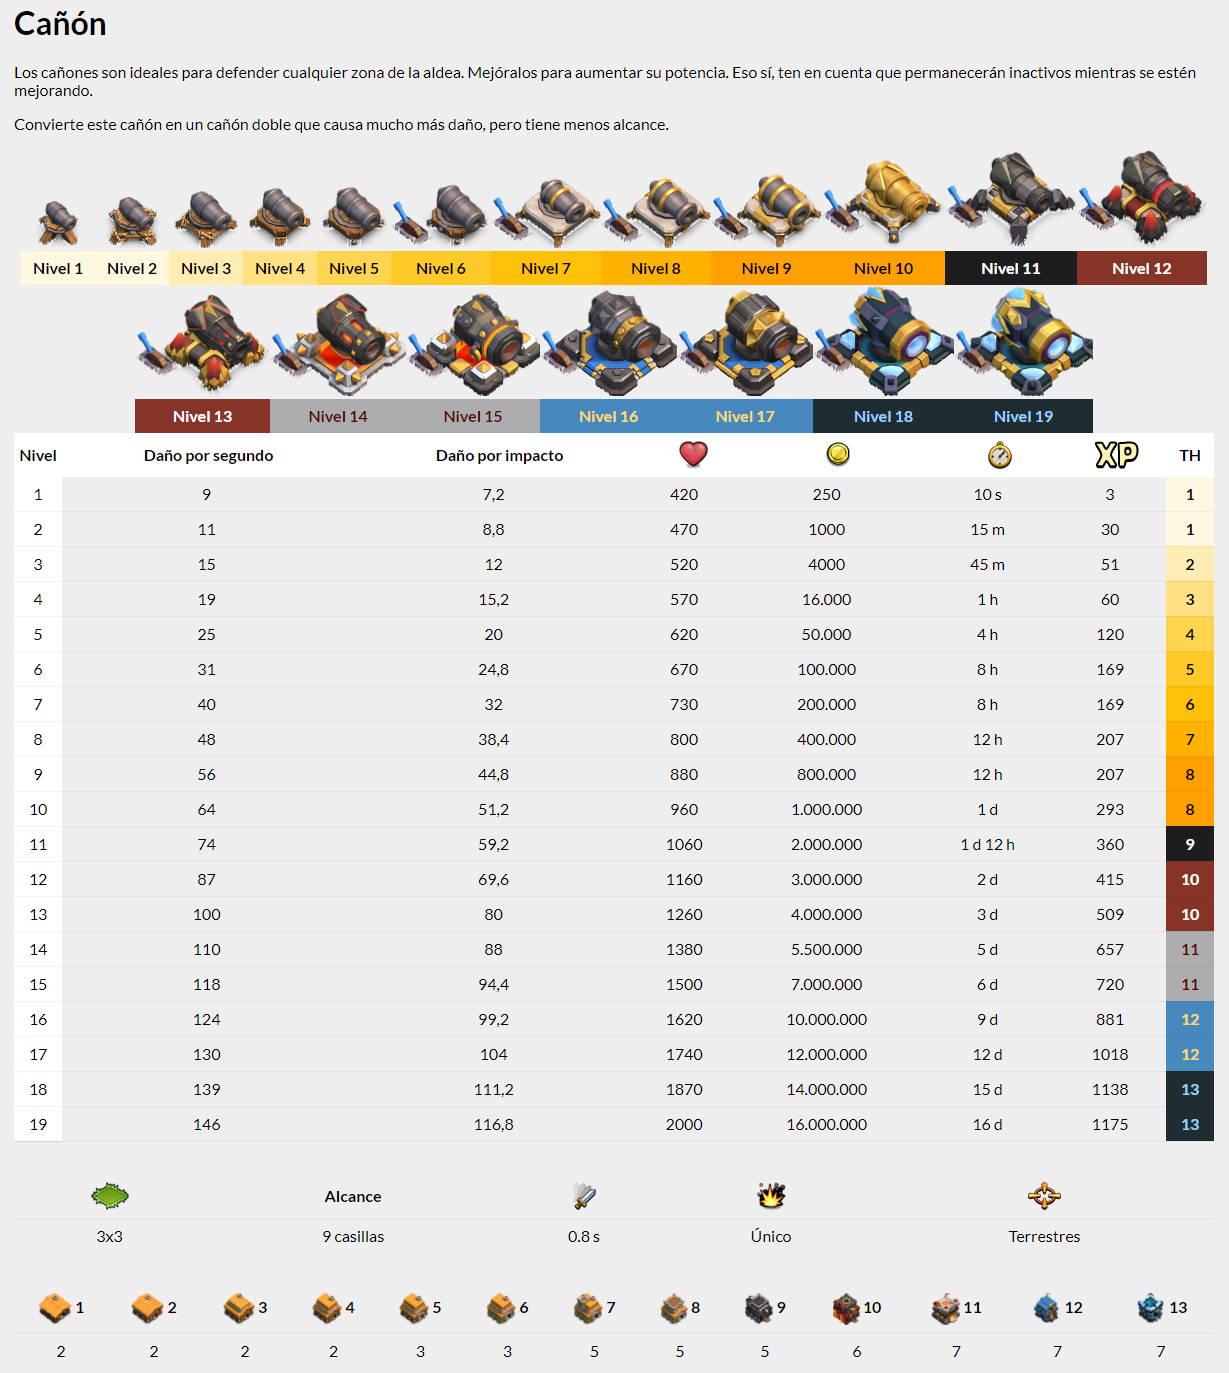 Cañón
Los cañones son ideales para defender cualquier zona de la aldea. Mejóralos para aumentar su potencia. Eso sí, ten en cuenta que permanecerán inactivos mientras se estén
mejorando.
Convierte este cañón en un cañón doble que causa mucho más daño, pero tiene menos alcance.
Nivel 1 Nivel 2 Nivel 3 Nivel 4 Nivel 5 Nivel 6 Nivel 7 Nivel 8 Nivel 9 Nivel 10 Nivel 11 Nivel 12
Nivel 13 Nivel 14 Nivel 15 Nivel 16 Nivel 17 Nivel 18 Nivel 19
Nivel Daño por segundo Daño por impacto XP TH
1 9 7,2 420 250 10 s 3 1
2 11 8,8 470 1000 15 m 30 1
3 15 12 520 4000 45 m 51 2
4 19 15,2 570 16.000 1 h 60 3
5 25 20 620 50.000 4 h 120 4
6 31 24,8 670 100.000 8 h 169 5
7 40 32 730 200.000 8 h 169 6
8 48 38,4 800 400.000 12 h 207 7
9 56 44,8 880 800.000 12 h 207 8
10 64 51,2 960 1.000.000 1 d 293 8
11 74 59,2 1060 2.000.000 1 d 12 h 360 9
12 87 69,6 1160 3.000.000 2 d 415 10
13 100 80 1260 4.000.000 3 d 509 10
14 110 88 1380 5.500.000 5 d 657 11
15 118 94,4 1500 7.000.000 6 d 720 11
16 124 99,2 1620 10.000.000 9 d 881 12
17 130 104 1740 12.000.000 12 d 1018 12
18 139 111,2 1870 14.000.000 15 d 1138 13
19 146 116,8 2000 16.000.000 16 d 1175 13
Alcance
3x3 9 casillas 0.8 s Único Terrestres
1 2 3 4 5 6 7 8 9 10 11 12 13
2 2 2 2 3 3 5 5 5 6 7 7 7